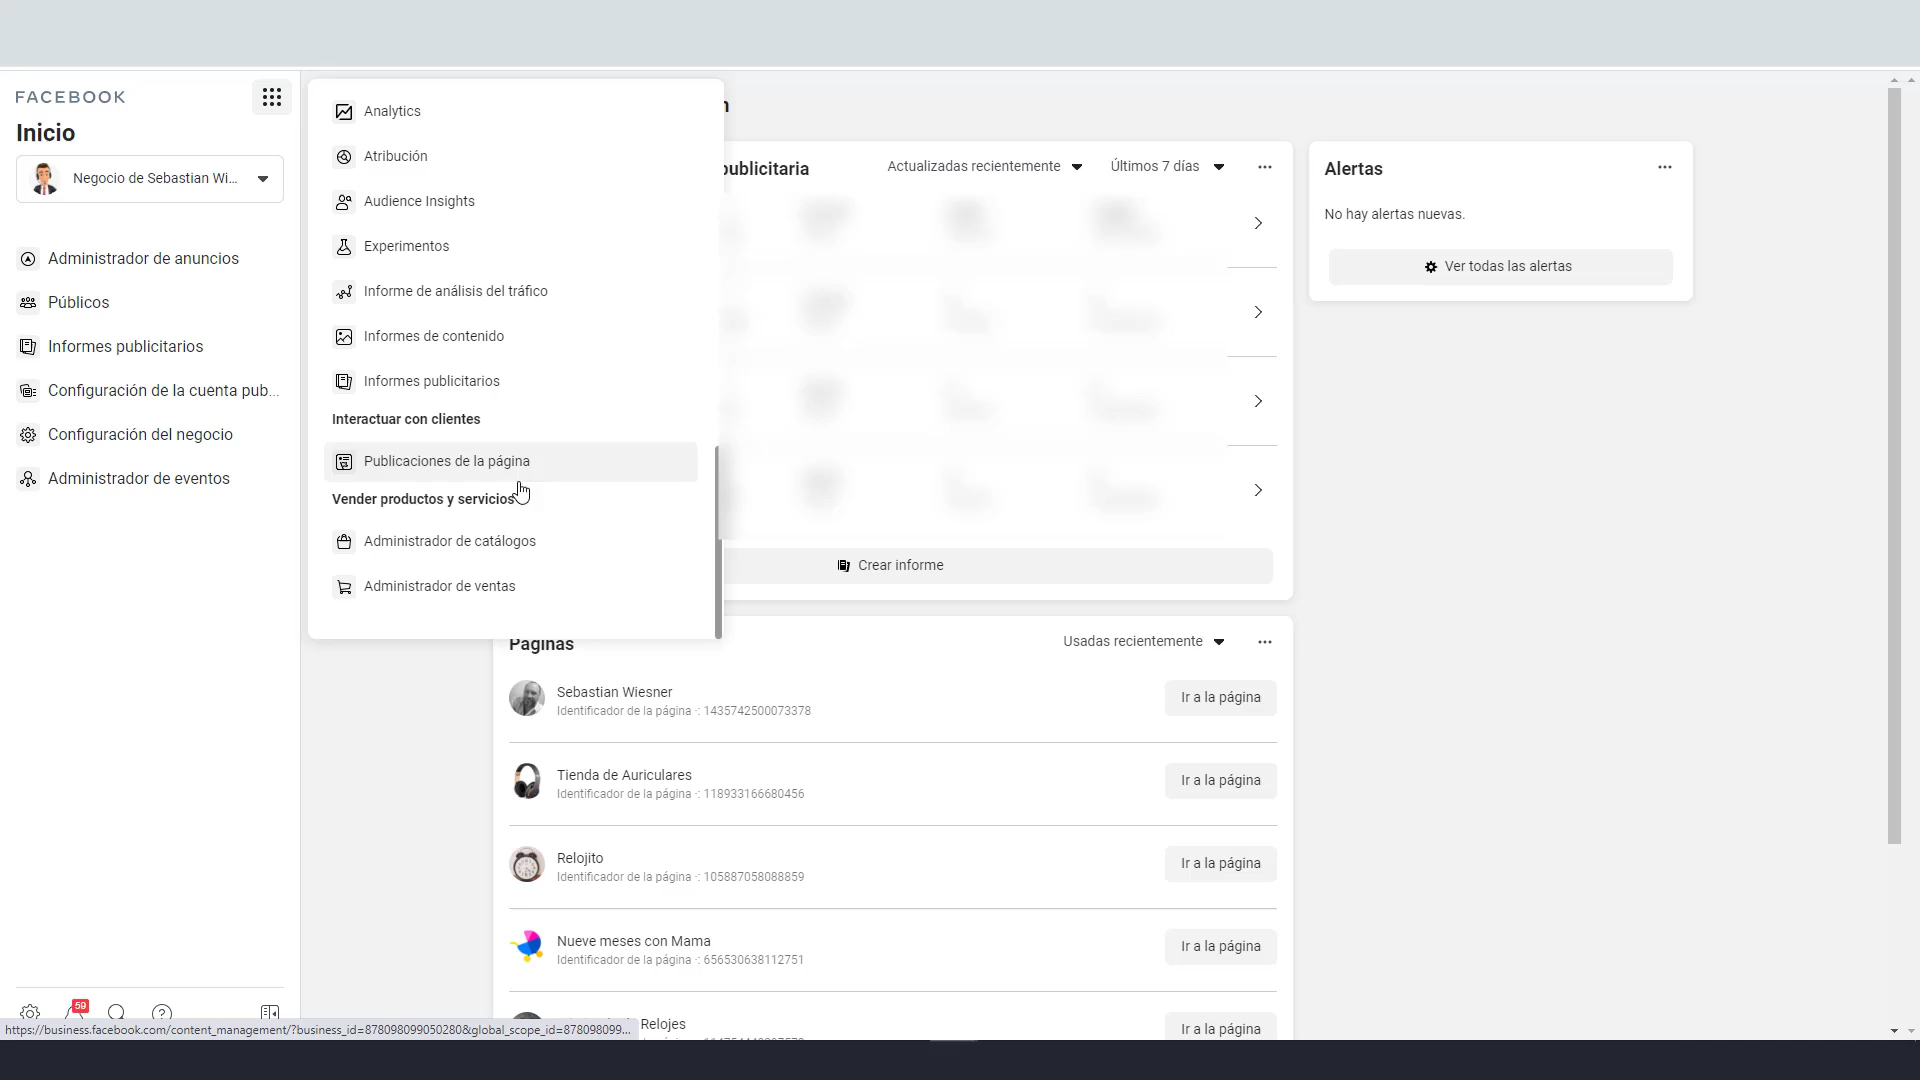 FACEBOOK
Inicio
Negocio de Sebastian Wi...
Administrador de anuncios
Públicos
Informes publicitarios
Configuración de la cuenta pub...
Configuración del negocio
Administrador de eventos
59
https://business.facebook.com/content_management/?business_id=878098099050280&global_scope_id=878098099...
Analytics
Atribución
Audience Insights
Experimentos
Informe de análisis del tráfico
Informes de contenido
Informes publicitarios
Interactuar con clientes
Publicaciones de la página
Vender productos y servicios
Administrador de catálogos
Administrador de ventas
publicitaria
Actualizadas recientemente
Últimos 7 días
Crear informe
Páginas
Usadas recientemente
Sebastian Wiesner
Identificador de la página -: 1435742500073378
Ir a la página
Tienda de Auriculares
Identificador de la página -: 118933166680456
Ir a la página
Relojito
Identificador de la página -: 105887058088859
Ir a la página
Nueve meses con Mama
Identificador de la página -: 656530638112751
Ir a la página
Relojes
Ir a la página
Alertas
No hay alertas nuevas.
Ver todas las alertas